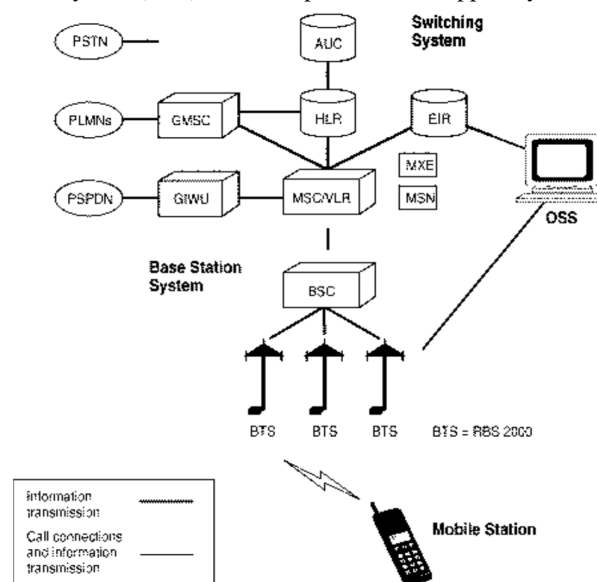 Switching
System
PSTN
AUC
PLMNs
GMSC
HLR
EIR
MXE
PSPDN
GIWU
MSC/VLR
MSN
OSS
Base Station
System
BSC
BTS
BTS
BTS
BTS = RBS 2000
Information
transmission
Call connections
and information
transmission
Mobile Station